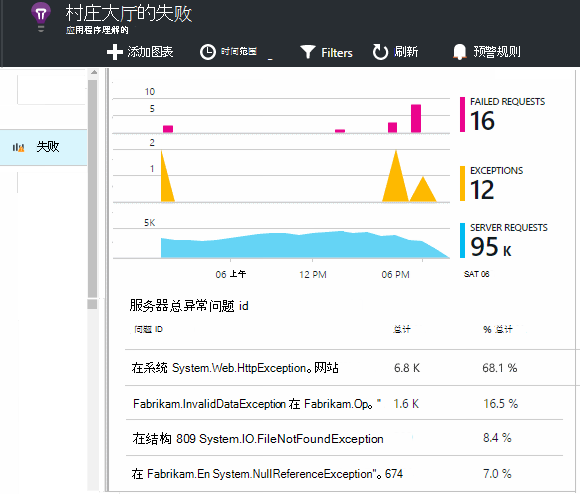 村庄大厅的失败
应用程序理解的
添加图表
时间范围
Filters
刷新
预警规则
失败
10
5
FAILED REQUESTS
16
2
1
EXCEPTIONS
12
5K
SERVER REQUESTS
95 K
06 上午 12 PM 06 PM SAT 06
服务器总异常问题 id
问题 ID 总计 % 总计
在系统 System.Web.HttpException。网站 6.8 K 68.1 %
Fabrikam.InvalidDataException 在 Fabrikam.Op。" 1.6 K 16.5 %
在结构 809 System.IO.FileNotFoundException 8.4 %
在 Fabrikam.En System.NullReferenceException"。674 7.0 %